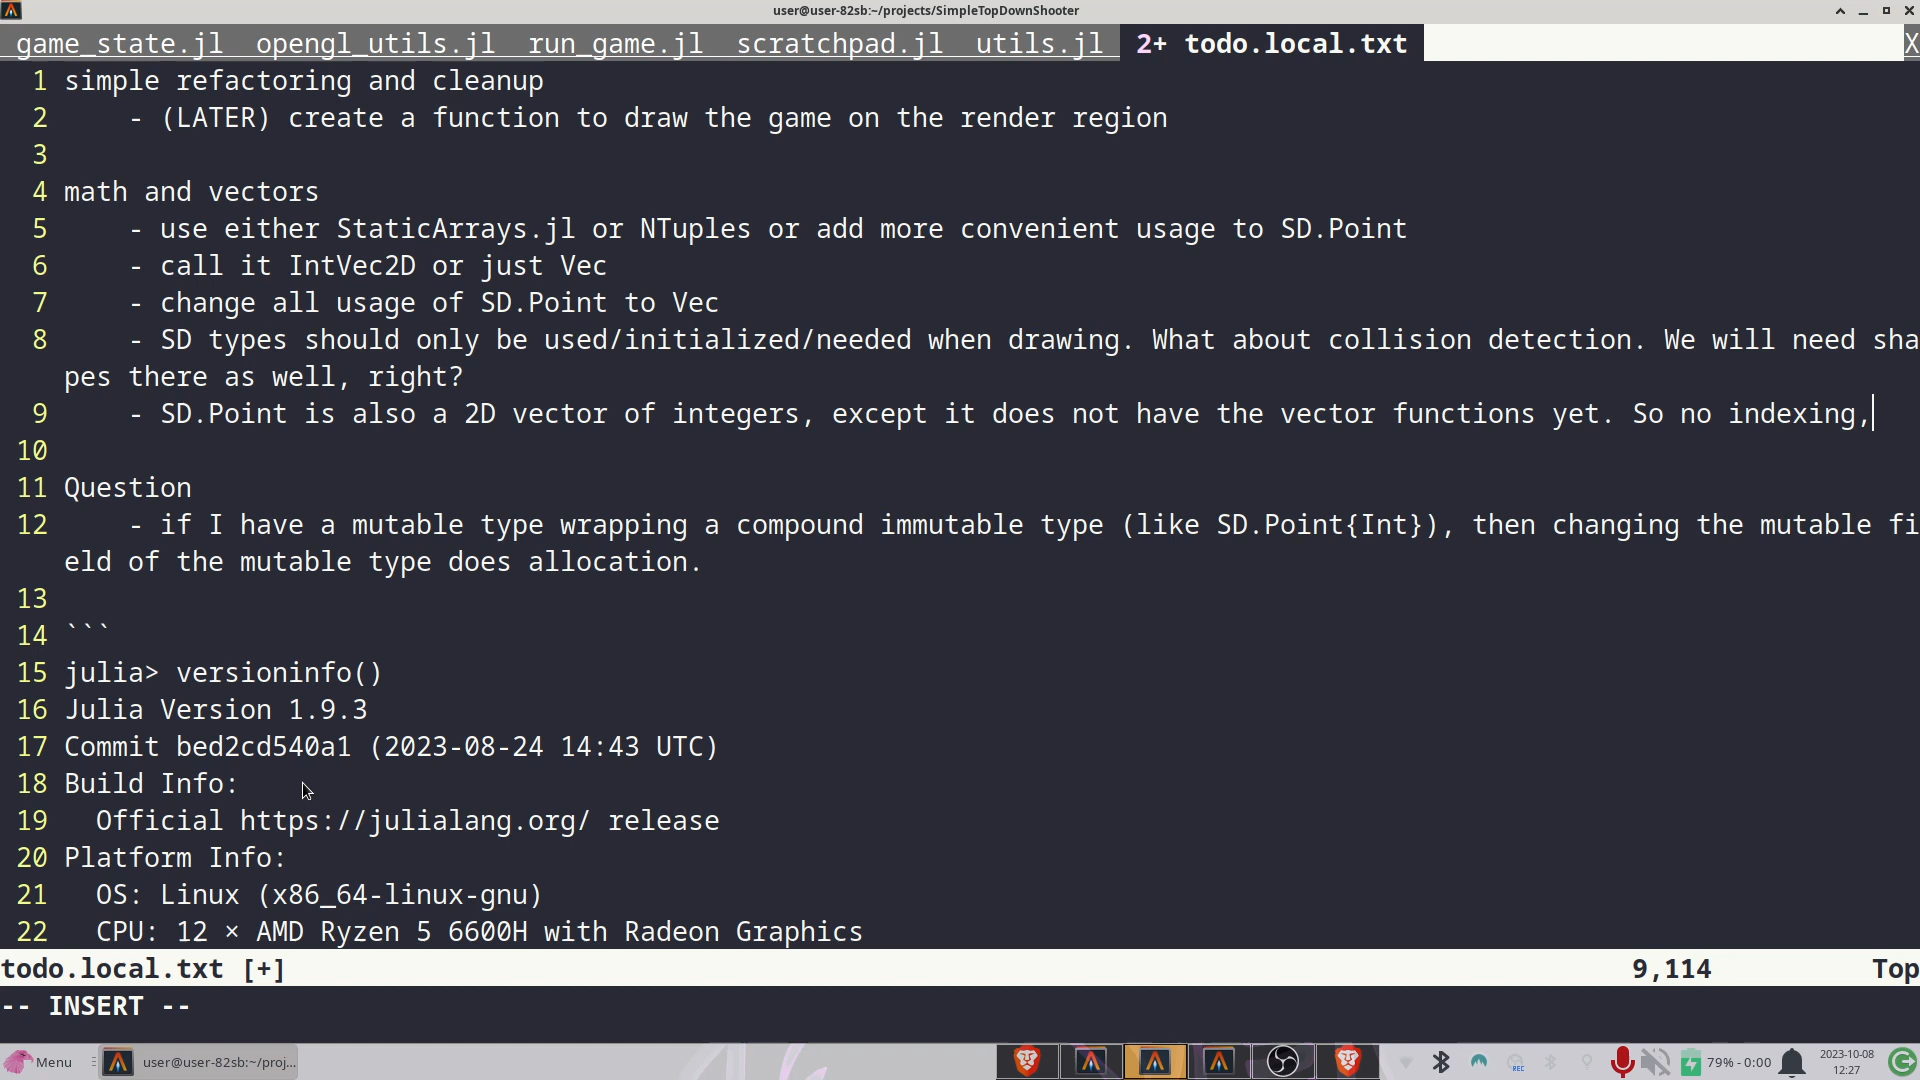 user@user-82sb:~/projects/SimpleTopDownShooter
game_state.jl opengl_utils.jl run_game.jl scratchpad.jl utils.jl 2+ todo.local.txt X
1 simple refactoring and cleanup
2 - (LATER) create a function to draw the game on the render region
3
4 math and vectors
5 - use either StaticArrays.jl or NTuples or add more convenient usage to SD.Point
6 - call it IntVec2D or just Vec
7 - change all usage of SD.Point to Vec
8 - SD types should only be used/initialized/needed when drawing. What about collision detection. We will need sha
pes there as well, right?
9 - SD.Point is also a 2D vector of integers, except it does not have the vector functions yet. So no indexing,
10
11 Question
12 - if I have a mutable type wrapping a compound immutable type (like SD.Point{Int}), then changing the mutable fi
eld of the mutable type does allocation.
13
14 ```
15 julia> versioninfo()
16 Julia Version 1.9.3
17 Commit bed2cd540a1 (2023-08-24 14:43 UTC)
18 Build Info:
19 Official https://julialang.org/ release
20 Platform Info:
21 OS: Linux (x86_64-linux-gnu)
22 CPU: 12 × AMD Ryzen 5 6600H with Radeon Graphics
todo.local.txt [+] 9,114 Top
-- INSERT --
Menu user@user-82sb:~/proj... REC 79% - 0:00 2023-10-08
12:27